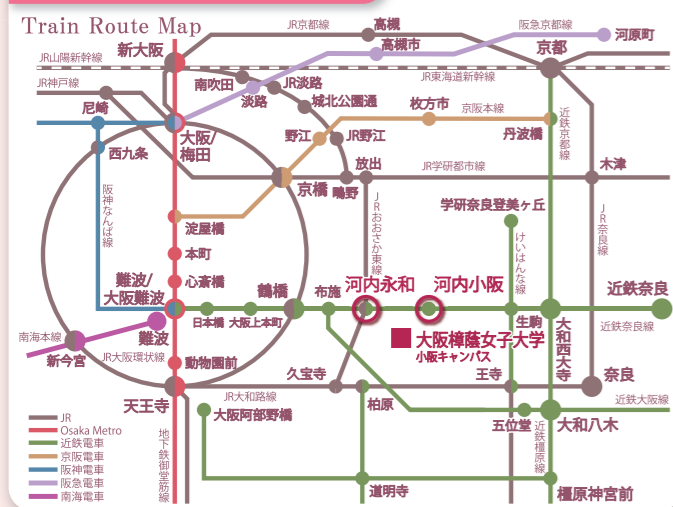 Train Route Map
JR京都線
高槻
阪急京都線
河原町
新大阪
高槻市
京都
JR山陽新幹線
JR東海道新幹線
JR神戸線
南吹田
JR淡路
淡路
尼崎
城北公園通
枚方市
京阪本線
近鉄京都線
大阪/
梅田
野江
JR野江
丹波橋
西九条
放出
JR学研都市線
木津
京橋
鴫野
阪神なんば線
JRおおさか東線
学研奈良登美ヶ丘
JR奈良線
淀屋橋
けいはんな線
本町
心斎橋
難波/
大阪難波
鶴橋
布施
河内永和
河内小阪
近鉄奈良
日本橋
大阪上本町
生駒
大和西大寺
近鉄奈良線
難波
南海本線
大阪樟蔭女子大学
小阪キャンパス
新今宮
JR大阪環状線
動物園前
久宝寺
王寺
奈良
天王寺
JR大和路線
柏原
近鉄大阪線
大阪阿部野橋
五位堂
大和八木
JR
Osaka Metro
近鉄電車
京阪電車
阪神電車
阪急電車
南海電車
地下鉄御堂筋線
近鉄橿原線
道明寺
橿原神宮前